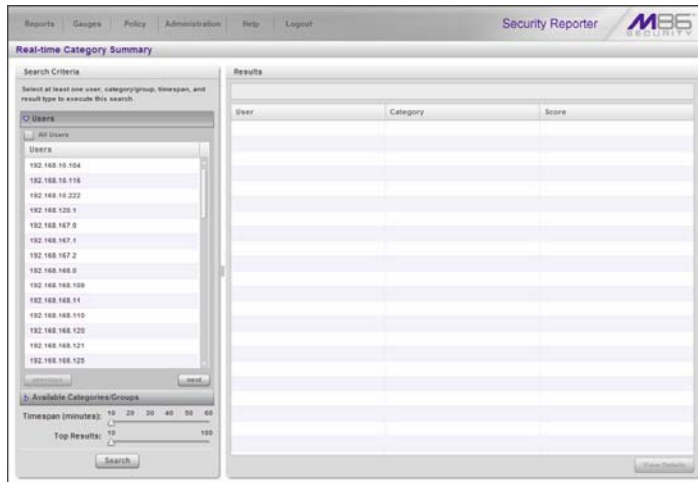 Reports Gauges Policy Administration Help Logout
Security Reporter
M86
SECURITY
Real-time Category Summary
Search Criteria
Select at least one user, category/group, timespan, and
result type to execute this search.
Users
All Users
Users
192.168.10.104
192.168.10.116
192.168.10.222
192.168.120.1
192.168.167.0
192.168.167.1
192.168.167.2
192.168.168.0
192.168.168.109
192.168.168.11
192.168.168.110
192.168.168.120
192.168.168.121
192.168.168.125
previous next
Available Categories/Groups
Timespan (minutes): 10 20 30 40 50 60
Top Results: 10 100
Search
Results
User Category Score
View Details